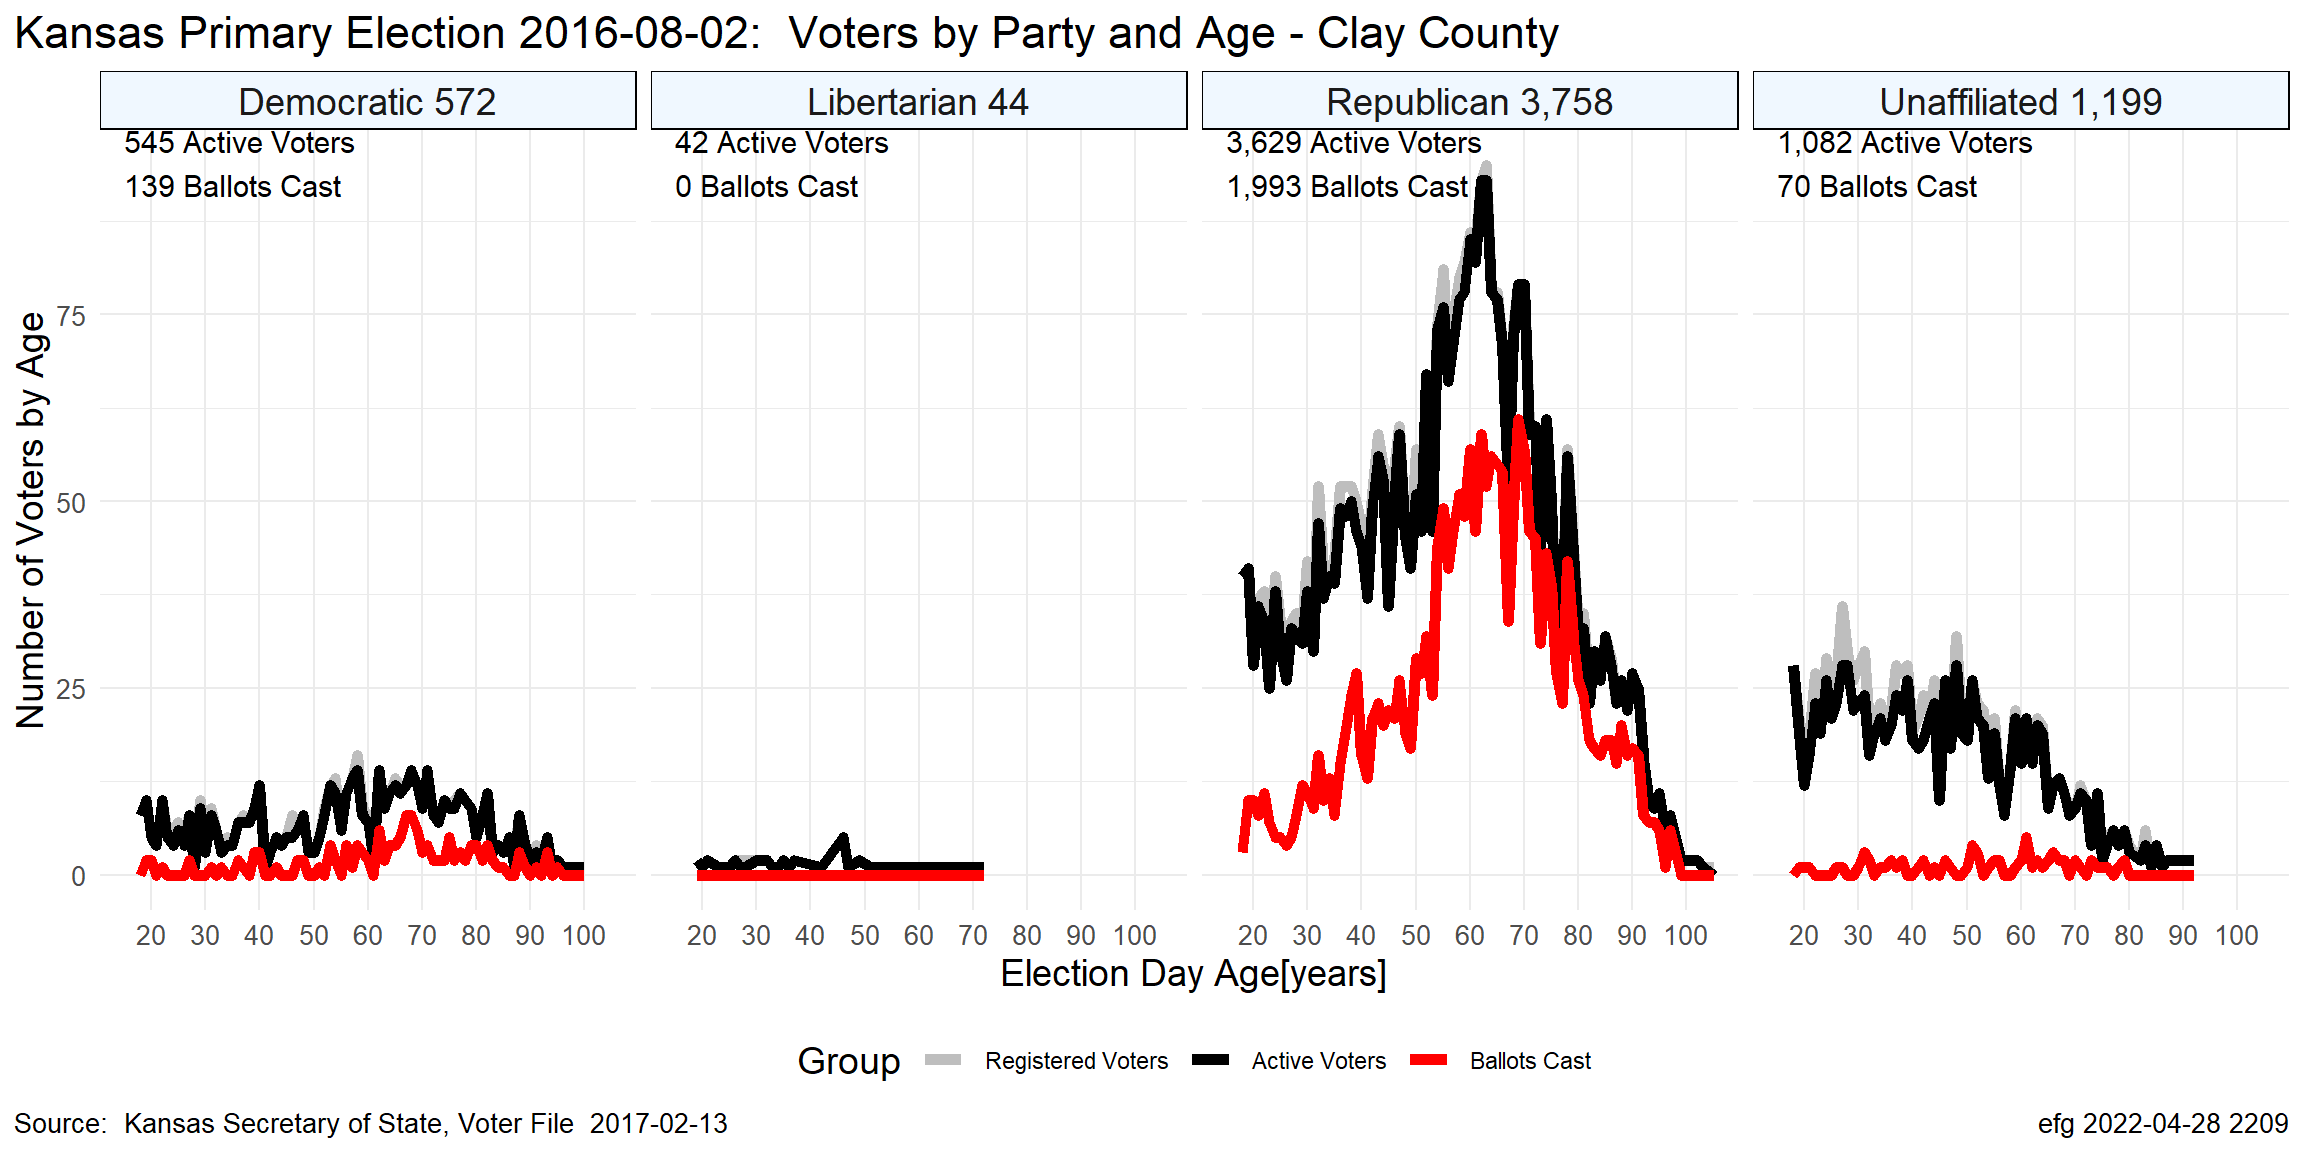 Kansas Primary Election 2016-08-02:  Voters by Party and Age - Clay County
Democratic 572
Libertarian 44
Republican 3,758
Unaffiliated 1,199
545 Active Voters
139 Ballots Cast
42 Active Voters
0 Ballots Cast
3,629 Active Voters
1,993 Ballots Cast
1,082 Active Voters
70 Ballots Cast
Number of Voters by Age
75
50
25
0
20 30 40 50 60 70 80 90 100
20 30 40 50 60 70 80 90 100
20 30 40 50 60 70 80 90 100
20 30 40 50 60 70 80 90 100
Election Day Age[years]
Group Registered Voters Active Voters Ballots Cast
Source:  Kansas Secretary of State, Voter File  2017-02-13
efg 2022-04-28 2209